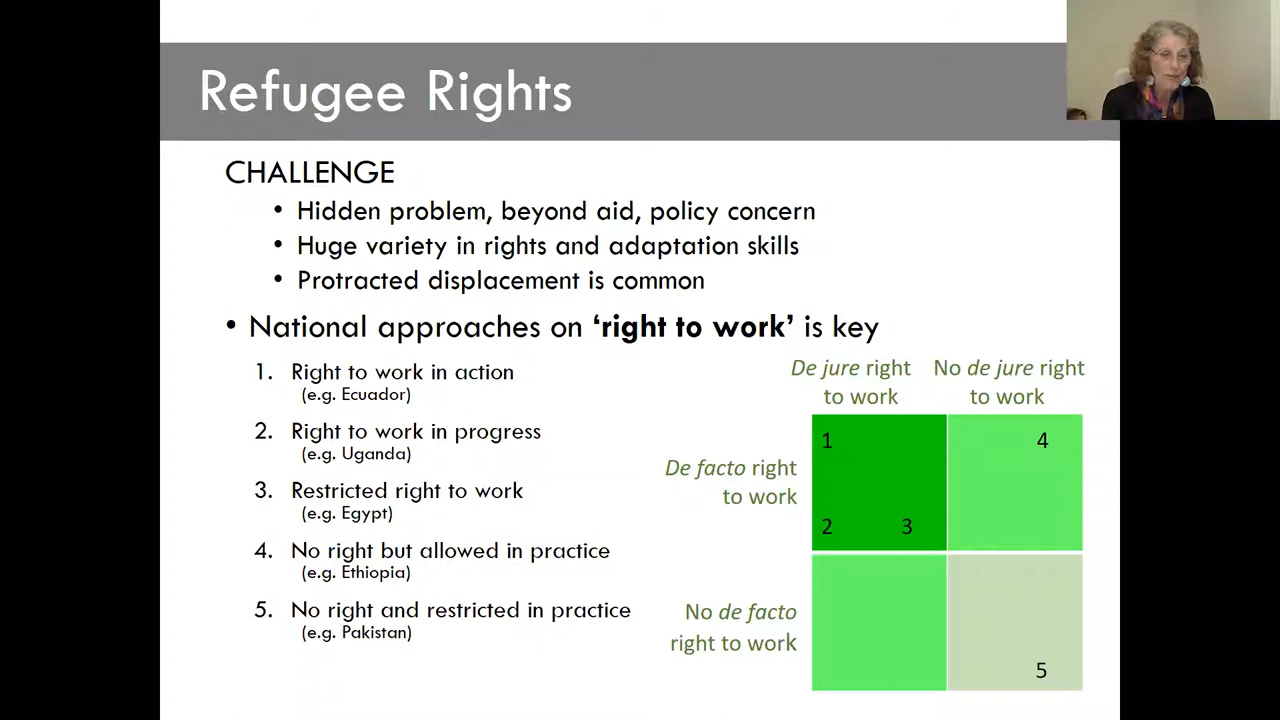 Refugee Rights
CHALLENGE
• Hidden problem, beyond aid, policy concern
• Huge variety in rights and adaptation skills
• Protracted displacement is common
• National approaches on ‘right to work’ is key
1. Right to work in action
(e.g. Ecuador)
2. Right to work in progress
(e.g. Uganda)
3. Restricted right to work
(e.g. Egypt)
4. No right but allowed in practice
(e.g. Ethiopia)
5. No right and restricted in practice
(e.g. Pakistan)
De jure right
to work
No de jure right
to work
De facto right
to work
1
4
2
3
No de facto
right to work
5